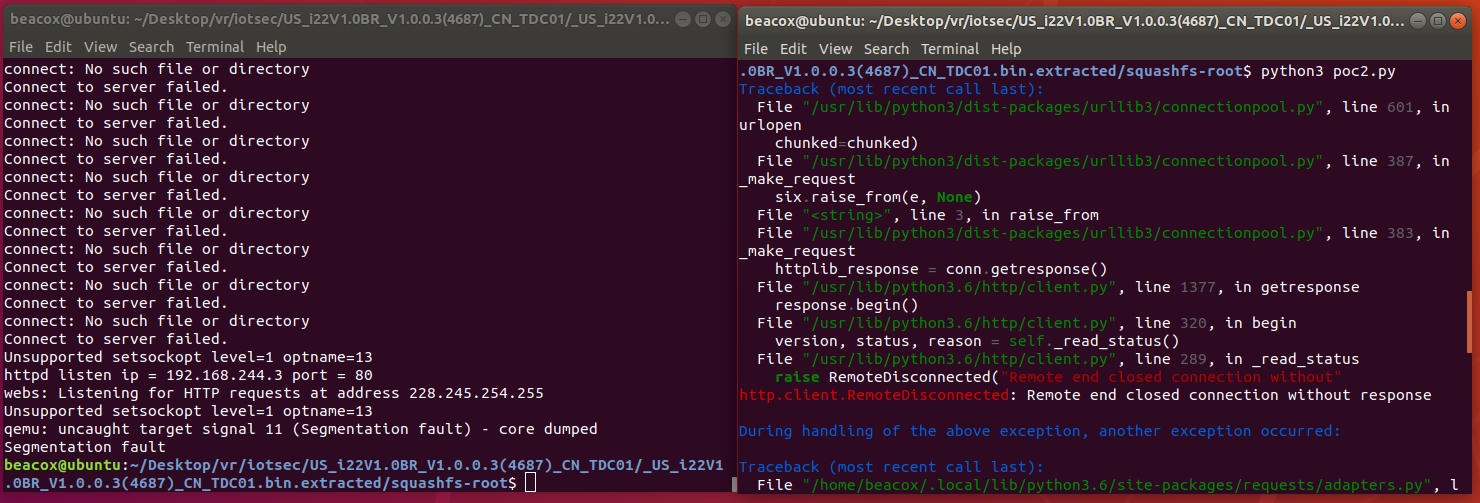 beacox@ubuntu: ~/Desktop/vr/iotsec/US_i22V1.0BR_V1.0.0.3(4687)_CN_TDC01/_US_i22V1.0...
File Edit View Search Terminal Help
connect: No such file or directory
Connect to server failed.
connect: No such file or directory
Connect to server failed.
connect: No such file or directory
Connect to server failed.
connect: No such file or directory
Connect to server failed.
connect: No such file or directory
Connect to server failed.
connect: No such file or directory
Connect to server failed.
connect: No such file or directory
Connect to server failed.
connect: No such file or directory
Connect to server failed.
Unsupported setsockopt level=1 optname=13
httpd listen ip = 192.168.244.3 port = 80
webs: Listening for HTTP requests at address 228.245.254.255
Unsupported setsockopt level=1 optname=13
qemu: uncaught target signal 11 (Segmentation fault) - core dumped
Segmentation fault
beacox@ubuntu:~/Desktop/vr/iotsec/US_i22V1.0BR_V1.0.0.3(4687)_CN_TDC01/_US_i22V1
.0BR_V1.0.0.3(4687)_CN_TDC01.bin.extracted/squashfs-root$
beacox@ubuntu: ~/Desktop/vr/iotsec/US_i22V1.0BR_V1.0.0.3(4687)_CN_TDC01/_US_i22V1.0...
File Edit View Search Terminal Help
.0BR_V1.0.0.3(4687)_CN_TDC01.bin.extracted/squashfs-root$ python3 poc2.py
Traceback (most recent call last):
  File "/usr/lib/python3/dist-packages/urllib3/connectionpool.py", line 601, in
urlopen
    chunked=chunked)
  File "/usr/lib/python3/dist-packages/urllib3/connectionpool.py", line 387, in
_make_request
    six.raise_from(e, None)
  File "<string>", line 3, in raise_from
  File "/usr/lib/python3/dist-packages/urllib3/connectionpool.py", line 383, in
_make_request
    httplib_response = conn.getresponse()
  File "/usr/lib/python3.6/http/client.py", line 1377, in getresponse
    response.begin()
  File "/usr/lib/python3.6/http/client.py", line 320, in begin
    version, status, reason = self._read_status()
  File "/usr/lib/python3.6/http/client.py", line 289, in _read_status
    raise RemoteDisconnected("Remote end closed connection without"
http.client.RemoteDisconnected: Remote end closed connection without response
During handling of the above exception, another exception occurred:
Traceback (most recent call last):
  File "/home/beacox/.local/lib/python3.6/site-packages/requests/adapters.py", l